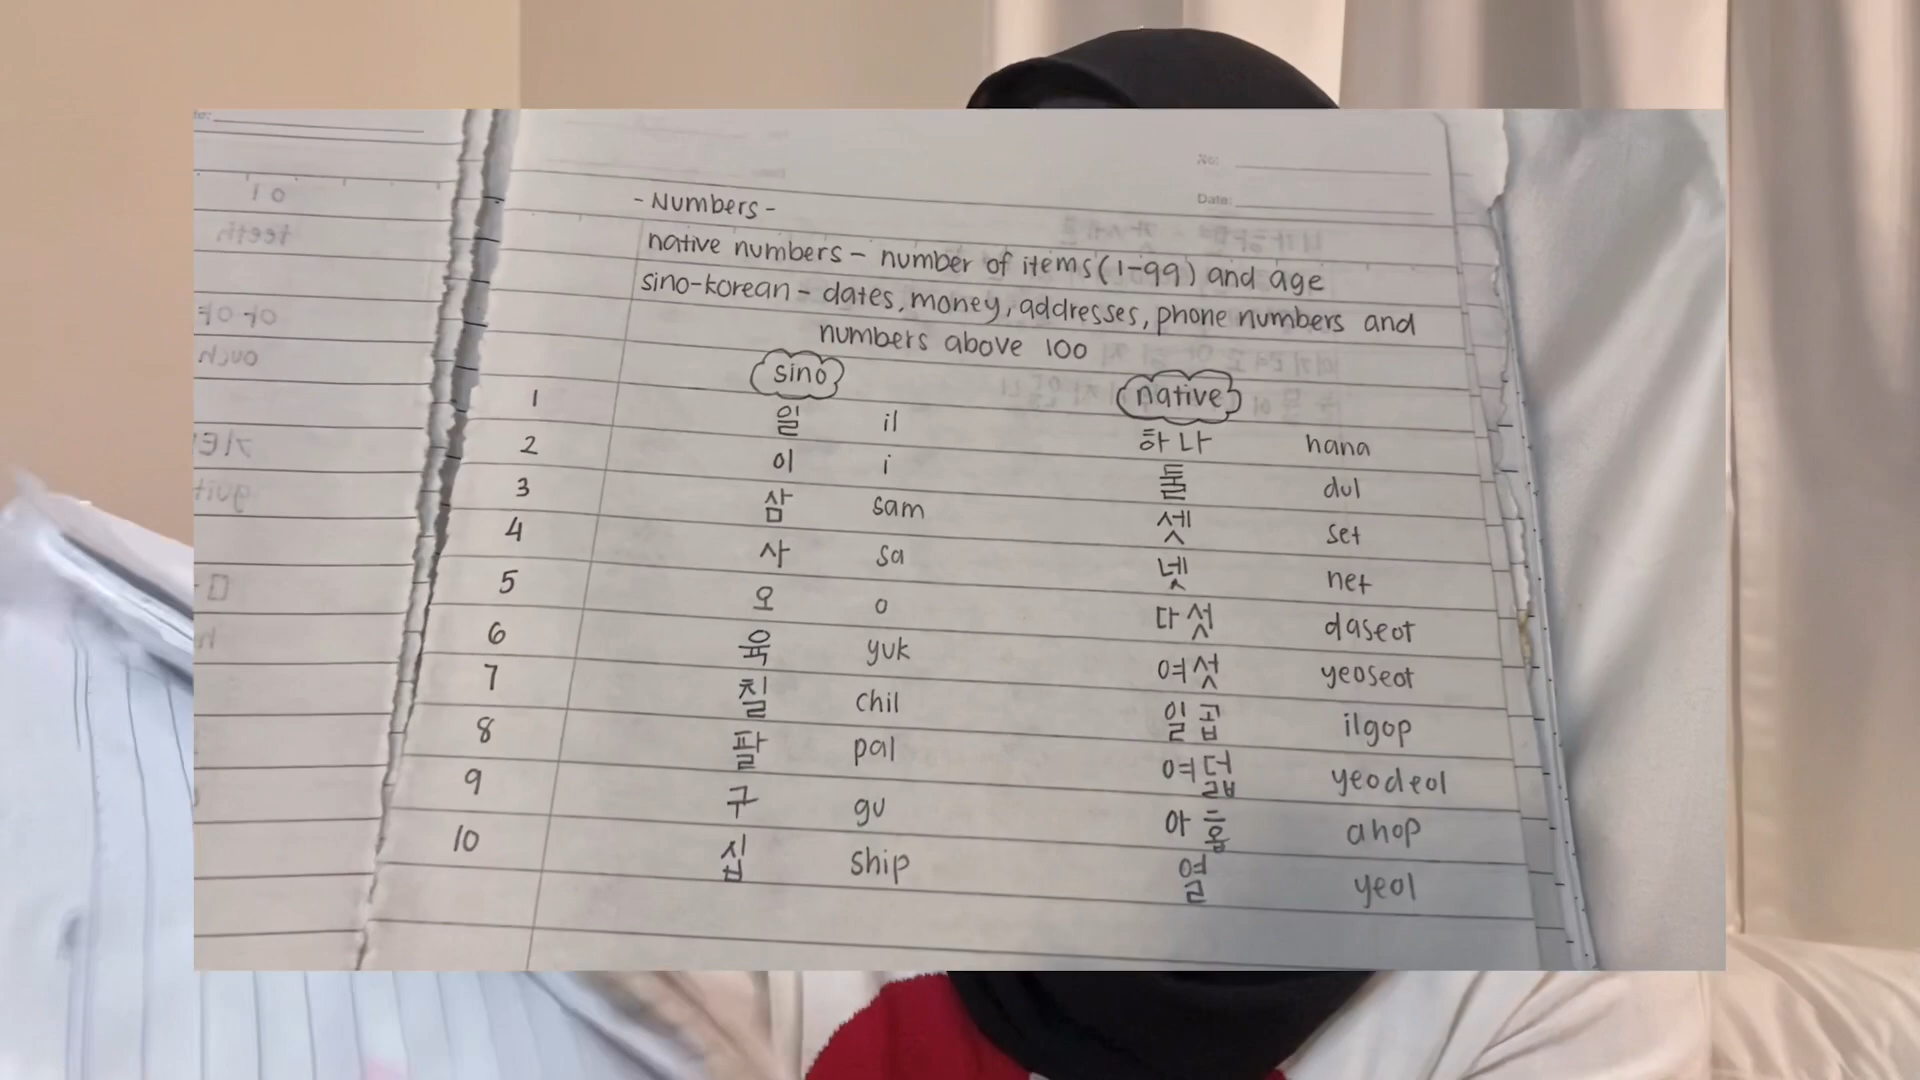 No:
Date:
- Numbers -
native numbers - number of items (1-99) and age
sino-korean - dates, money, addresses, phone numbers and
numbers above 100
sino native
1 일 il 하나 hana
2 이 i 둘 dul
3 삼 sam 셋 set
4 사 sa 넷 net
5 오 o 다섯 daseot
6 육 yuk 여섯 yeoseot
7 칠 chil 일곱 ilgop
8 팔 pal 여덟 yeodeol
9 구 gu 아홉 ahop
10 십 ship 열 yeol